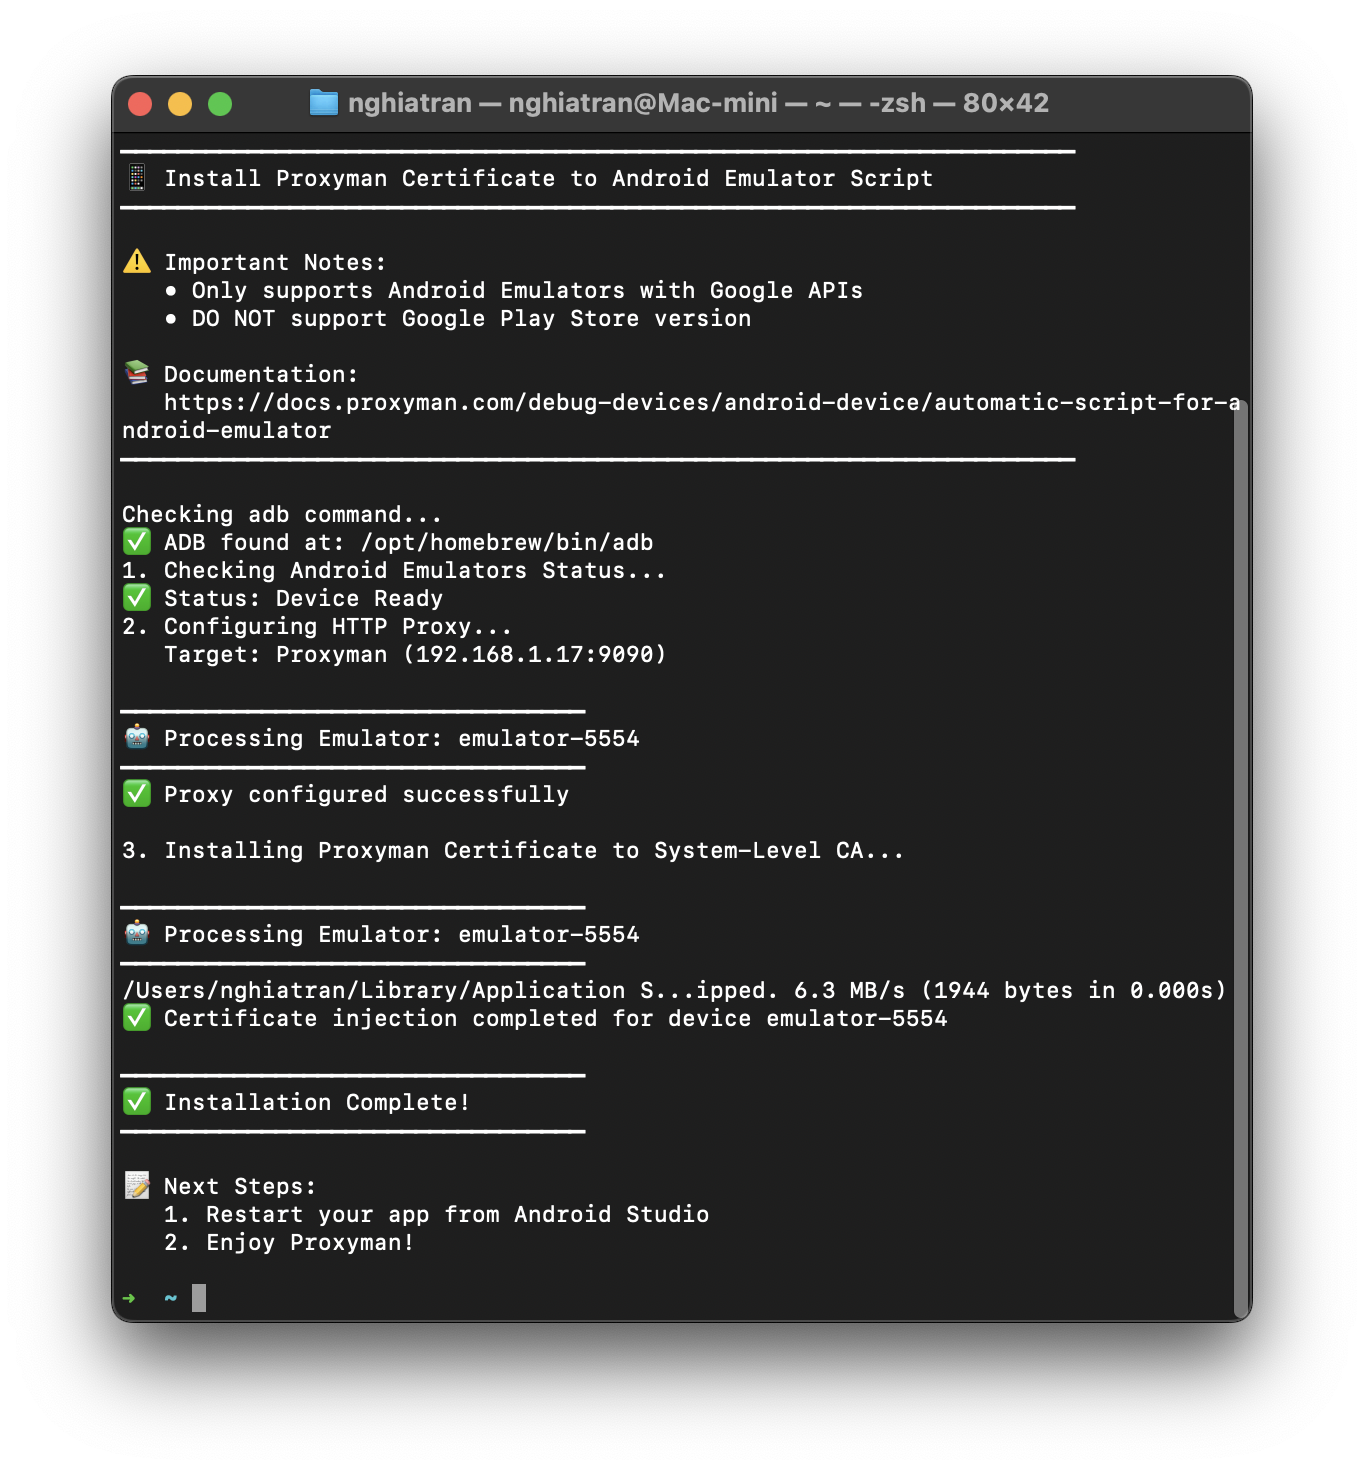 nghiatran — nghiatran@Mac-mini — ~ — -zsh — 80×42
Install Proxyman Certificate to Android Emulator Script
Important Notes:
• Only supports Android Emulators with Google APIs
• DO NOT support Google Play Store version
Documentation:
https://docs.proxyman.com/debug-devices/android-device/automatic-script-for-a
ndroid-emulator
Checking adb command...
✅ ADB found at: /opt/homebrew/bin/adb
1. Checking Android Emulators Status...
✅ Status: Device Ready
2. Configuring HTTP Proxy...
Target: Proxyman (192.168.1.17:9090)
Processing Emulator: emulator-5554
✅ Proxy configured successfully
3. Installing Proxyman Certificate to System-Level CA...
Processing Emulator: emulator-5554
/Users/nghiatran/Library/Application S...ipped. 6.3 MB/s (1944 bytes in 0.000s)
✅ Certificate injection completed for device emulator-5554
✅ Installation Complete!
Next Steps:
1. Restart your app from Android Studio
2. Enjoy Proxyman!
➜ ~